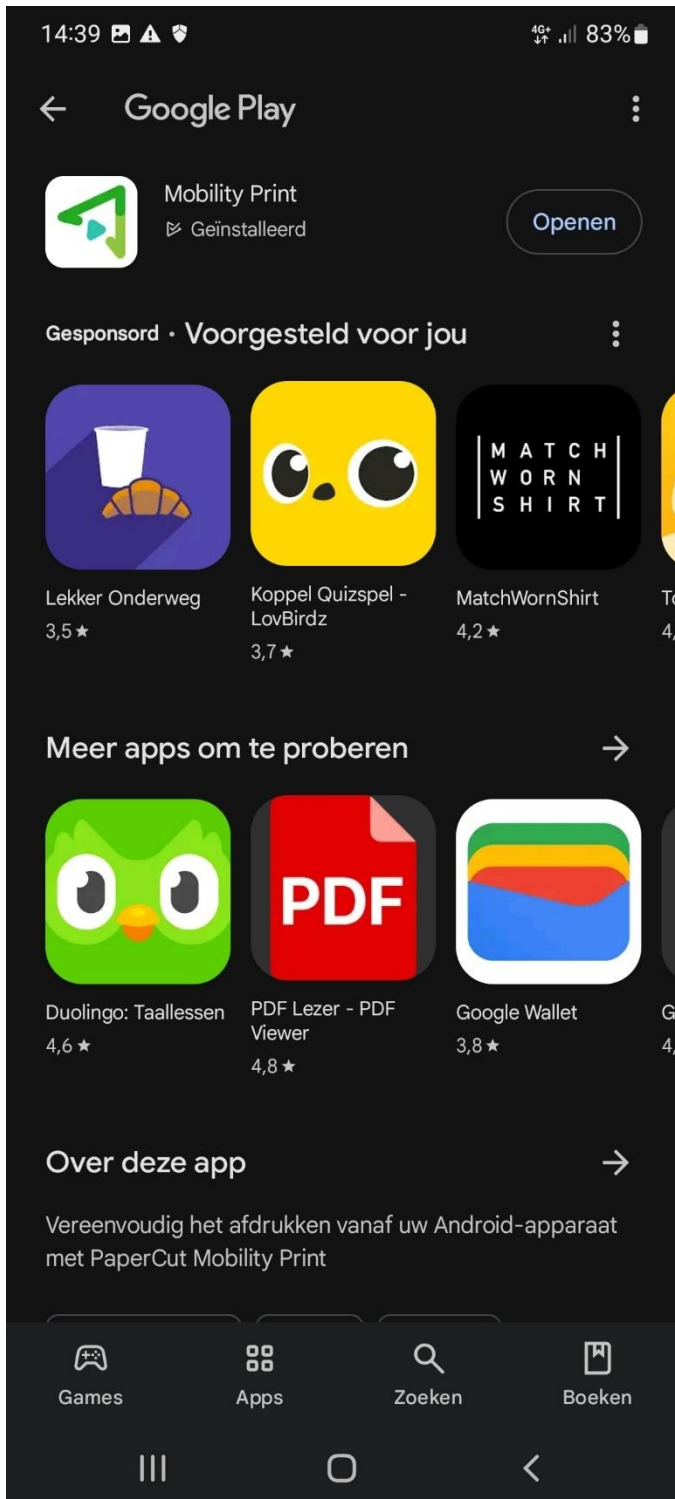 14:39
4G+ 83%
Google Play
Mobility Print
Geïnstalleerd
Openen
Gesponsord · Voorgesteld voor jou
MATCH
WORN
SHIRT
Lekker Onderweg
3,5★
Koppel Quizspel -
LovBirdz
3,7★
MatchWornShirt
4,2★
Meer apps om te proberen
PDF
Duolingo: Taallessen
4,6★
PDF Lezer - PDF
Viewer
4,8★
Google Wallet
3,8★
Over deze app
Vereenvoudig het afdrukken vanaf uw Android-apparaat
met PaperCut Mobility Print
Games
Apps
Zoeken
Boeken